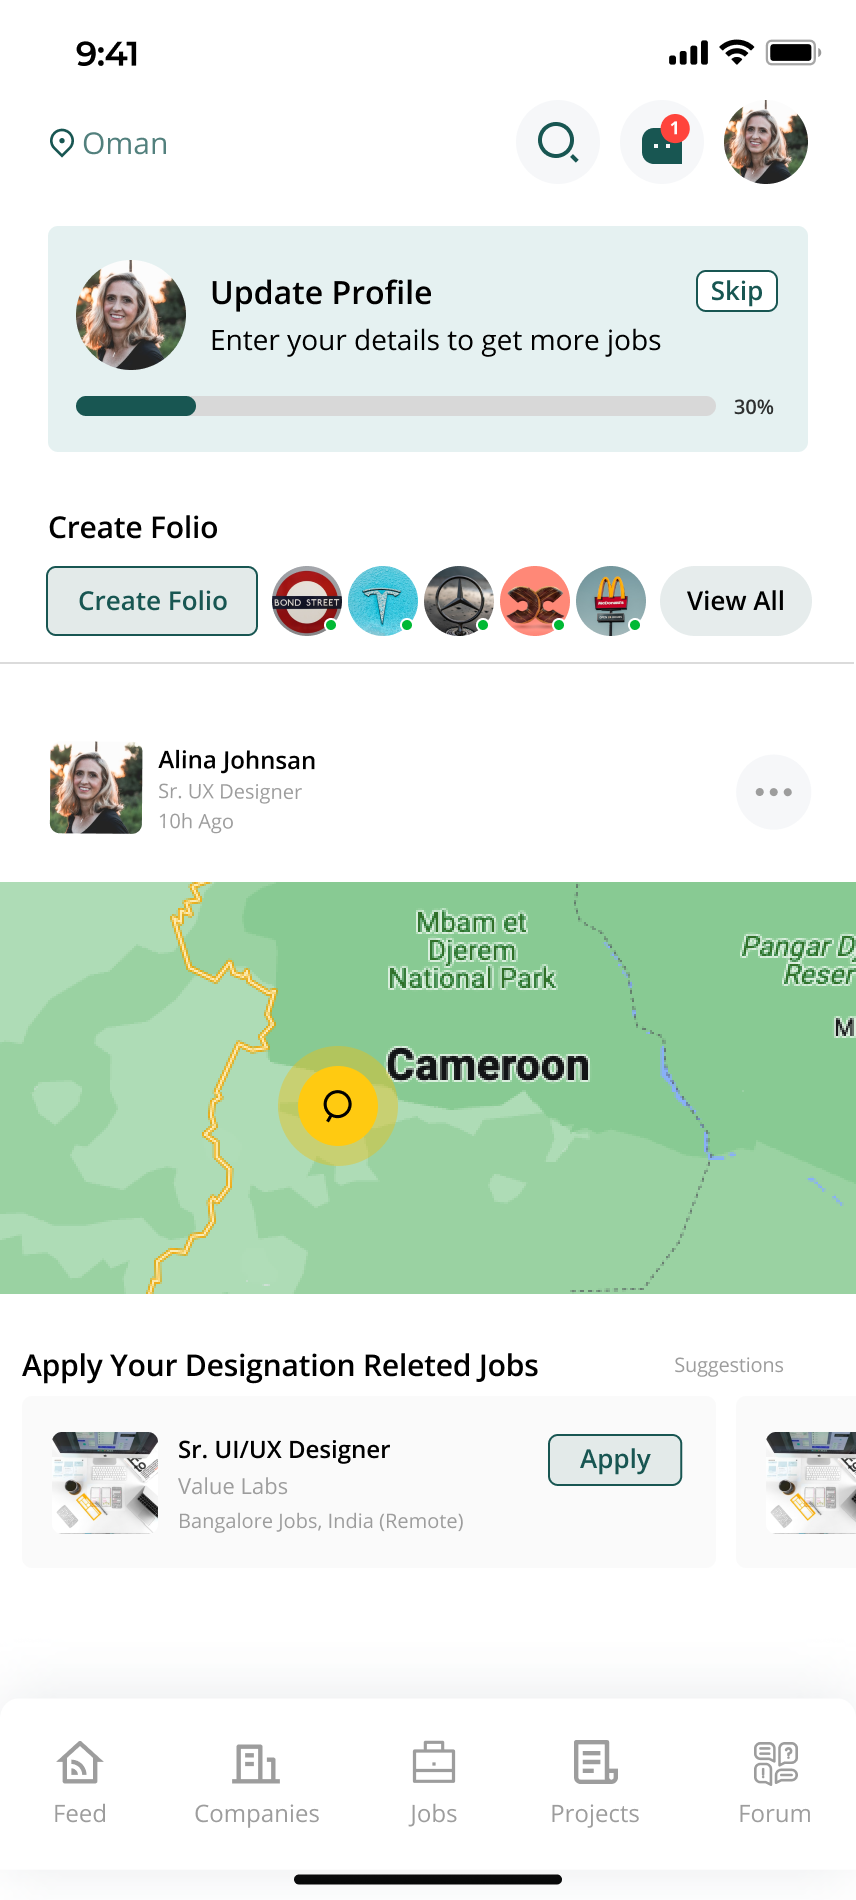 9:41
Oman
1
Update Profile
Skip
Enter your details to get more jobs
30%
Create Folio
Create Folio
BOND STREET
McDonald's
View All
Alina Johnsan
Sr. UX Designer
10h Ago
Mbam et
Djerem
National Park
Pangar Dj
Reser
M
Cameroon
Apply Your Designation Releted Jobs
Suggestions
Sr. UI/UX Designer
Apply
Value Labs
Bangalore Jobs, India (Remote)
Feed
Companies
Jobs
Projects
Forum